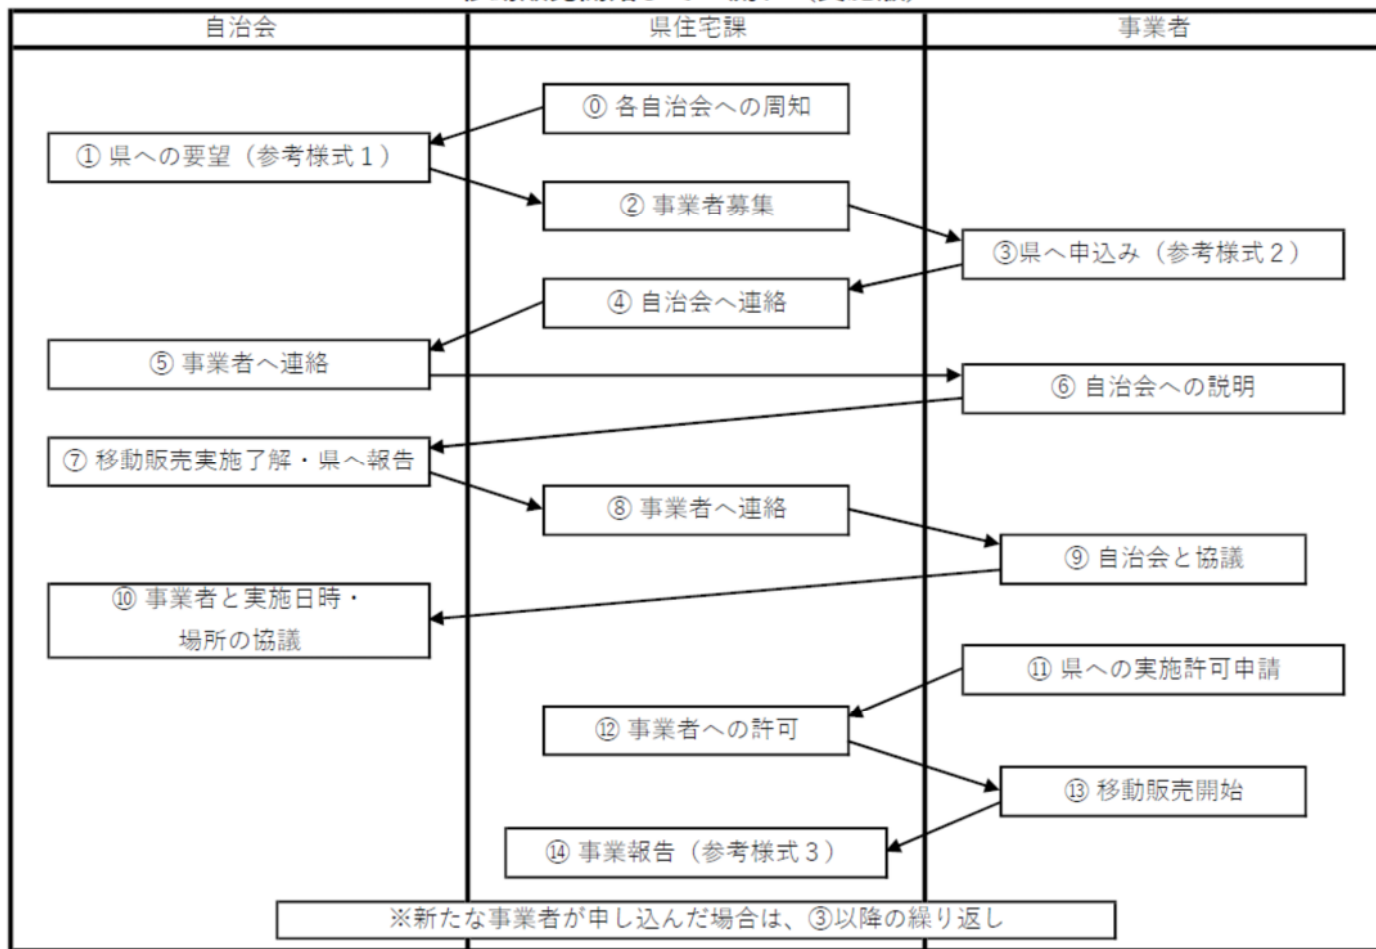 自治会
県住宅課
事業者
⓪ 各自治会への周知
① 県への要望（参考様式１）
② 事業者募集
③県へ申込み（参考様式２）
④ 自治会へ連絡
⑤ 事業者へ連絡
⑥ 自治会への説明
⑦ 移動販売実施了解・県へ報告
⑧ 事業者へ連絡
⑨ 自治会と協議
⑩ 事業者と実施日時・
場所の協議
⑪ 県への実施許可申請
⑫ 事業者への許可
⑬ 移動販売開始
⑭ 事業報告（参考様式３）
※新たな事業者が申し込んだ場合は、③以降の繰り返し